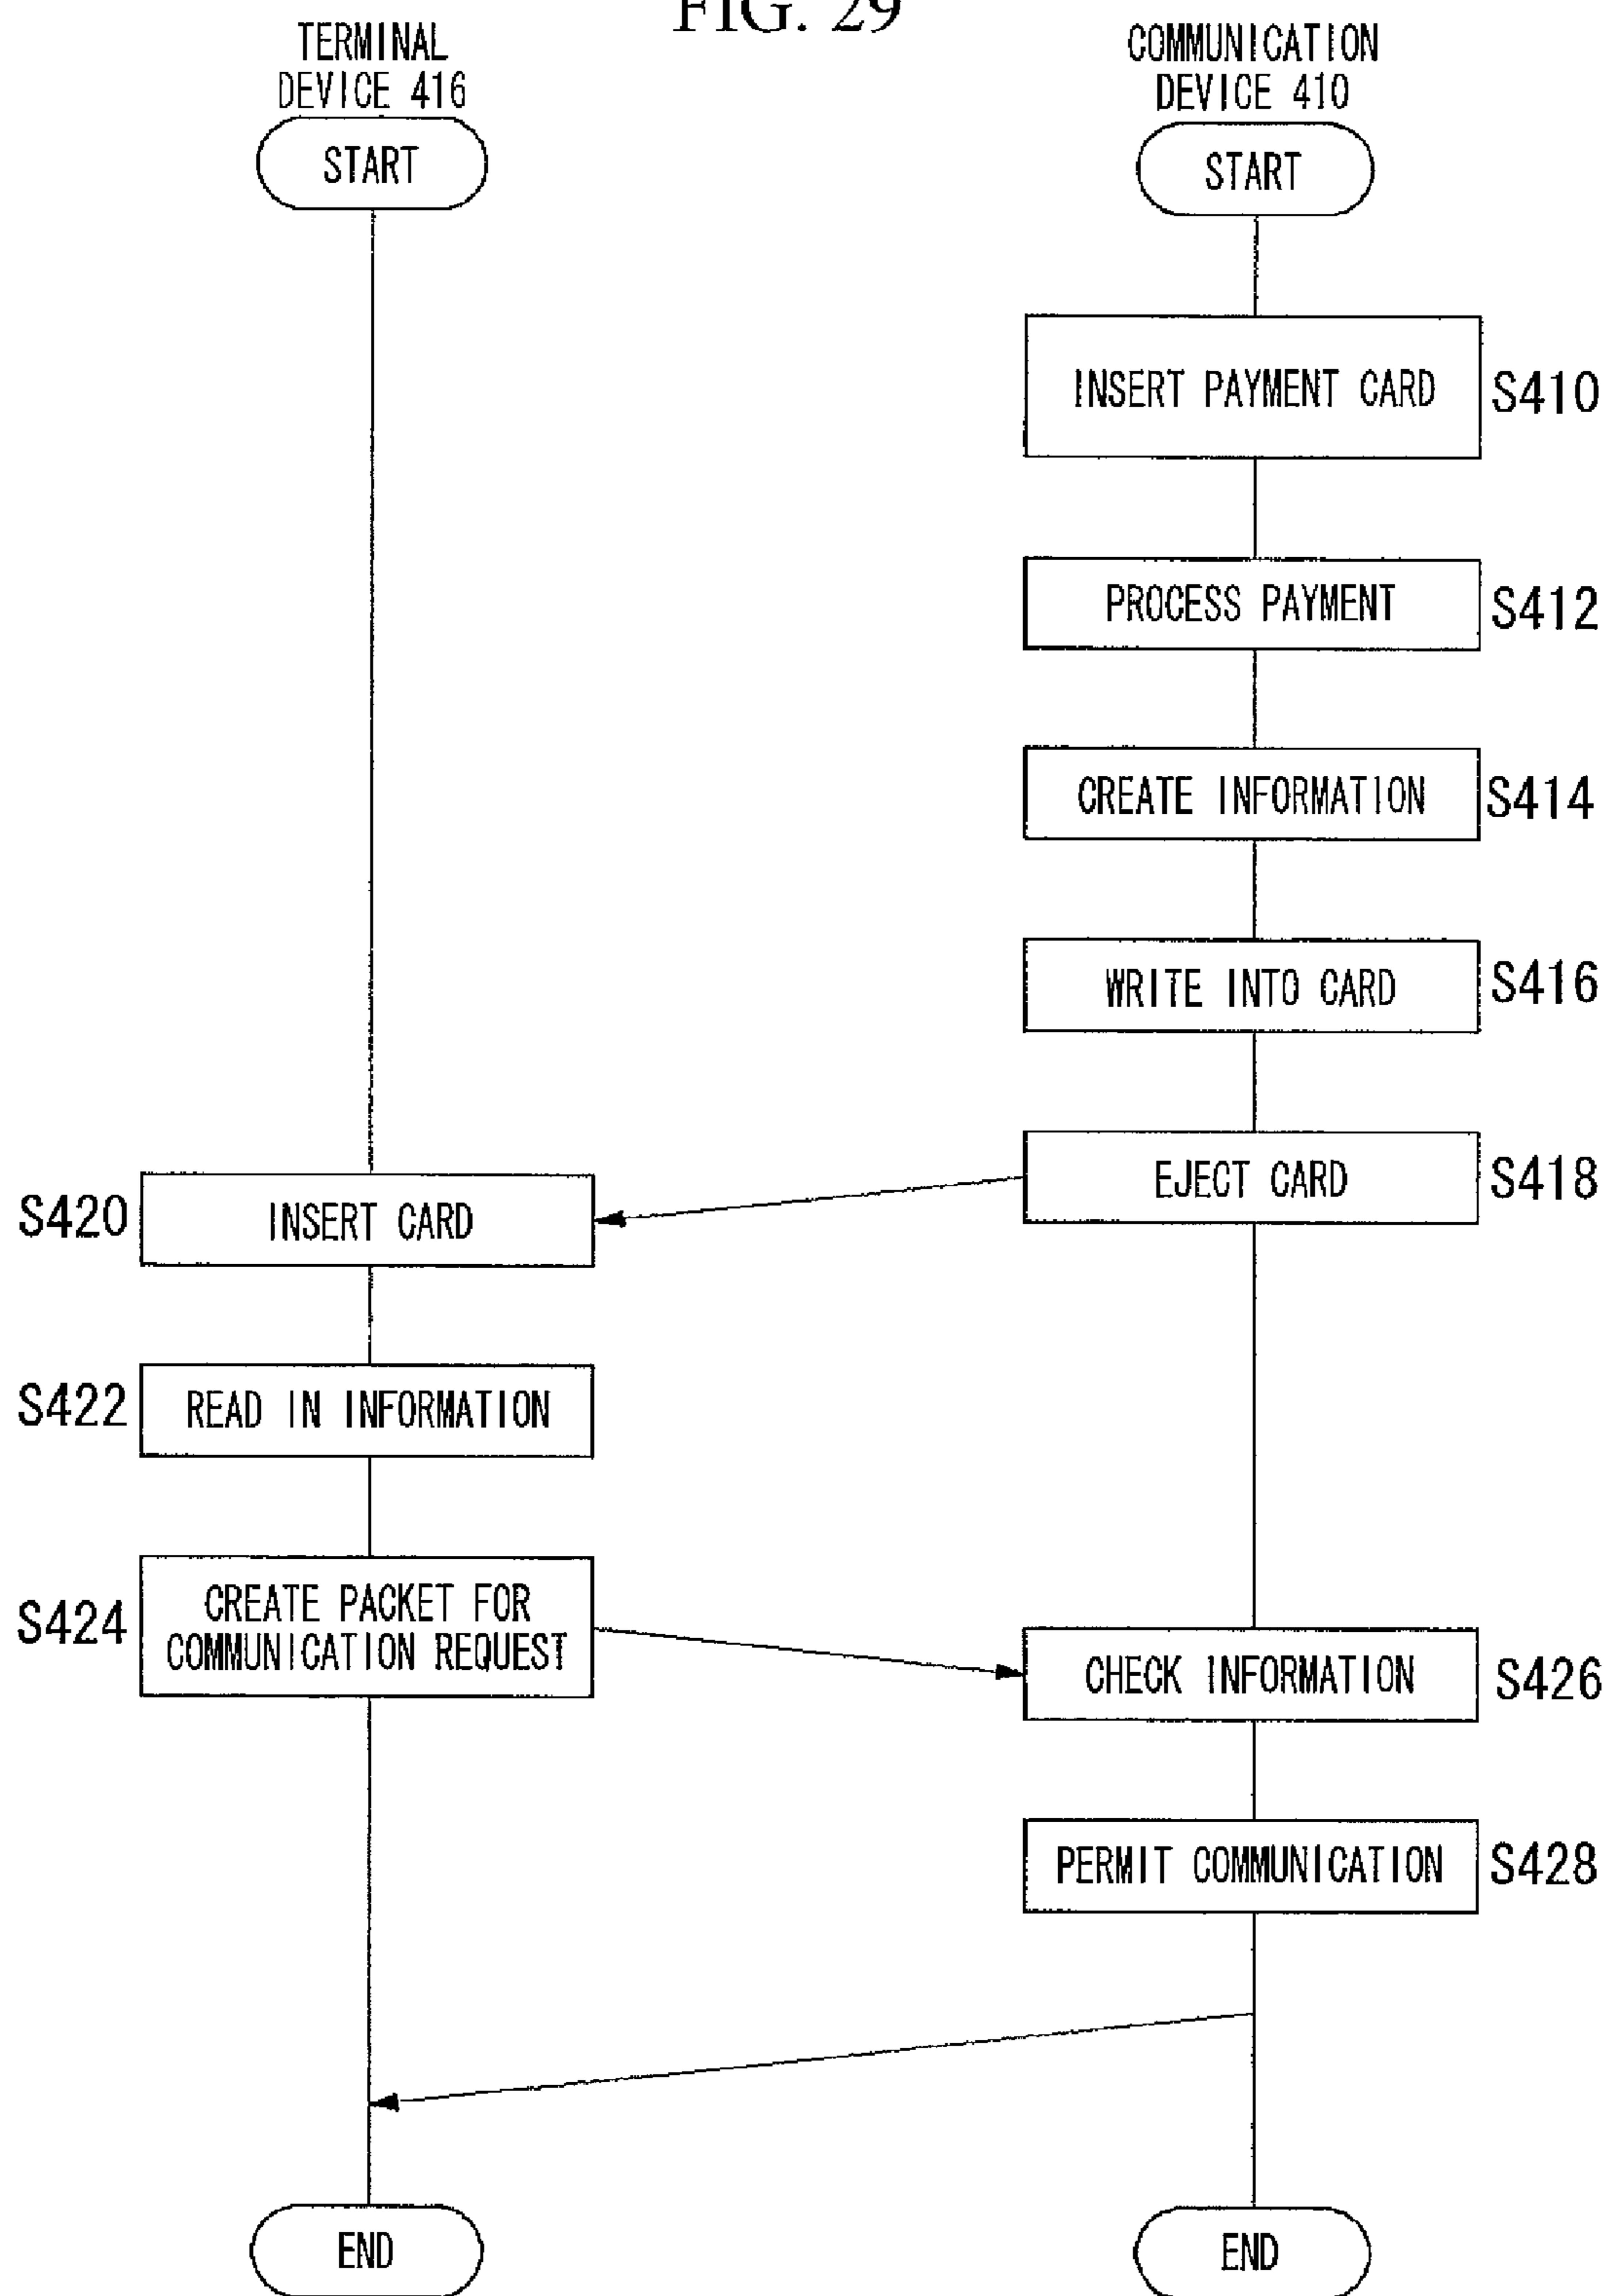 FIG. 29
TERMINAL
DEVICE 416
COMMUNICATION
DEVICE 410
START
START
INSERT PAYMENT CARD
S410
PROCESS PAYMENT
S412
CREATE INFORMATION
S414
WRITE INTO CARD
S416
EJECT CARD
S418
S420
INSERT CARD
S422
READ IN INFORMATION
S424
CREATE PACKET FOR
COMMUNICATION REQUEST
CHECK INFORMATION
S426
PERMIT COMMUNICATION
S428
END
END